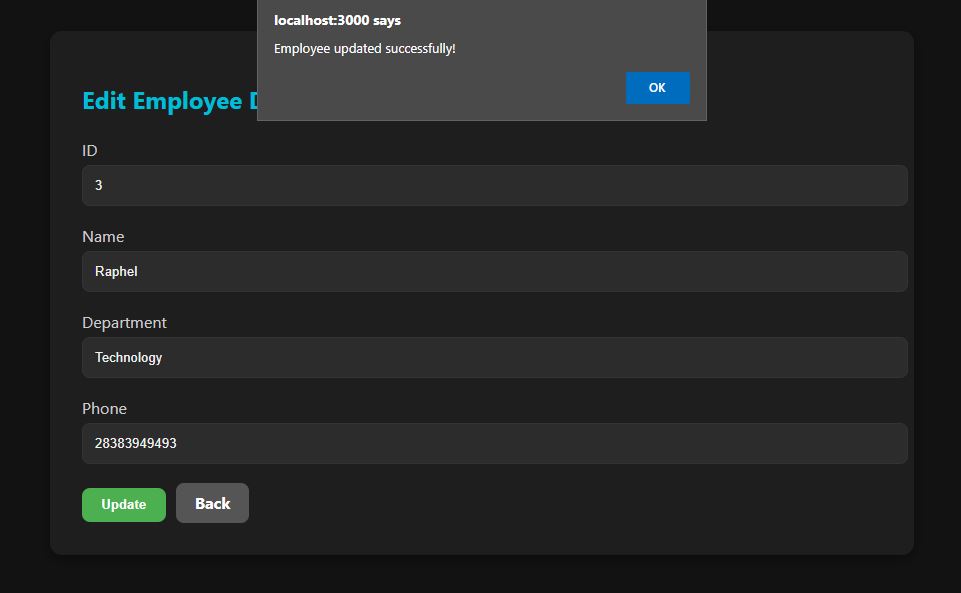 localhost:3000 says
Employee updated successfully!
OK
Edit Employee
ID
3
Name
Raphel
Department
Technology
Phone
28383949493
Update
Back